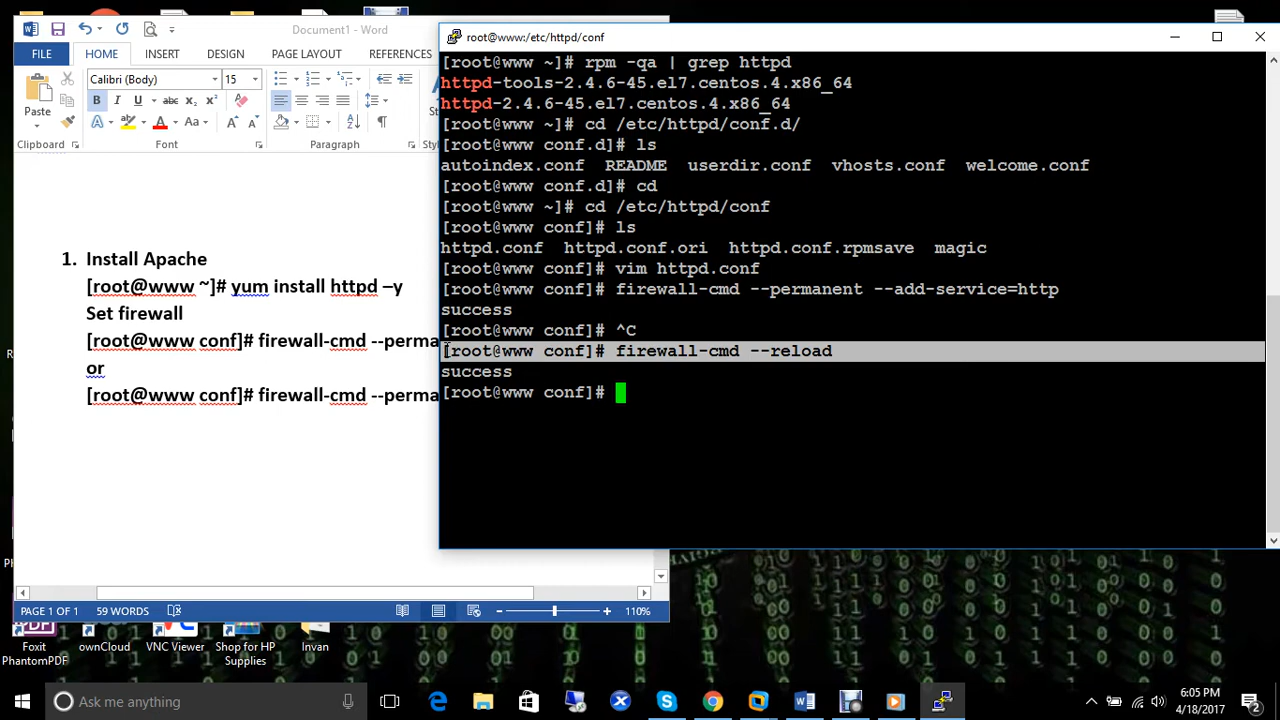 Document1 - Word
FILE HOME INSERT DESIGN PAGE LAYOUT REFERENCES
Paste
Calibri (Body) 15
B I U abc x₂ x²
A Aa A A A
Clipboard Font Paragraph
1. Install Apache
[root@www ~]# yum install httpd –y
Set firewall
[root@www conf]# firewall-cmd --perma
or
[root@www conf]# firewall-cmd --perma
PAGE 1 OF 1 59 WORDS 110%
root@www:/etc/httpd/conf
[root@www ~]# rpm -qa | grep httpd
httpd-tools-2.4.6-45.el7.centos.4.x86_64
httpd-2.4.6-45.el7.centos.4.x86_64
[root@www ~]# cd /etc/httpd/conf.d/
[root@www conf.d]# ls
autoindex.conf README userdir.conf vhosts.conf welcome.conf
[root@www conf.d]# cd
[root@www ~]# cd /etc/httpd/conf
[root@www conf]# ls
httpd.conf httpd.conf.ori httpd.conf.rpmsave magic
[root@www conf]# vim httpd.conf
[root@www conf]# firewall-cmd --permanent --add-service=http
success
[root@www conf]# ^C
[root@www conf]# firewall-cmd --reload
success
[root@www conf]#
PDF
Foxit PhantomPDF
ownCloud
VNC Viewer
Shop for HP Supplies
Invan
Ask me anything
6:05 PM
4/18/2017
2